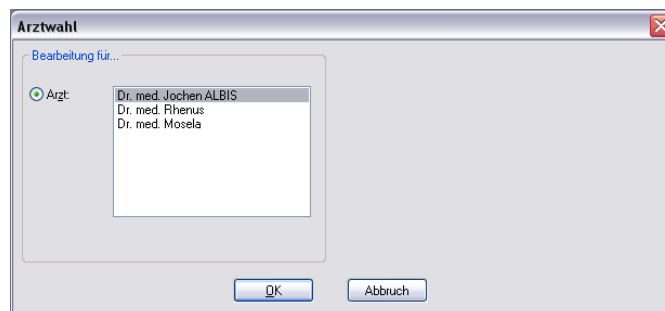 Arztwahl
Bearbeitung für...
Arzt:
Dr. med. Jochen ALBIS
Dr. med. Rhenus
Dr. med. Mosela
OK
Abbruch